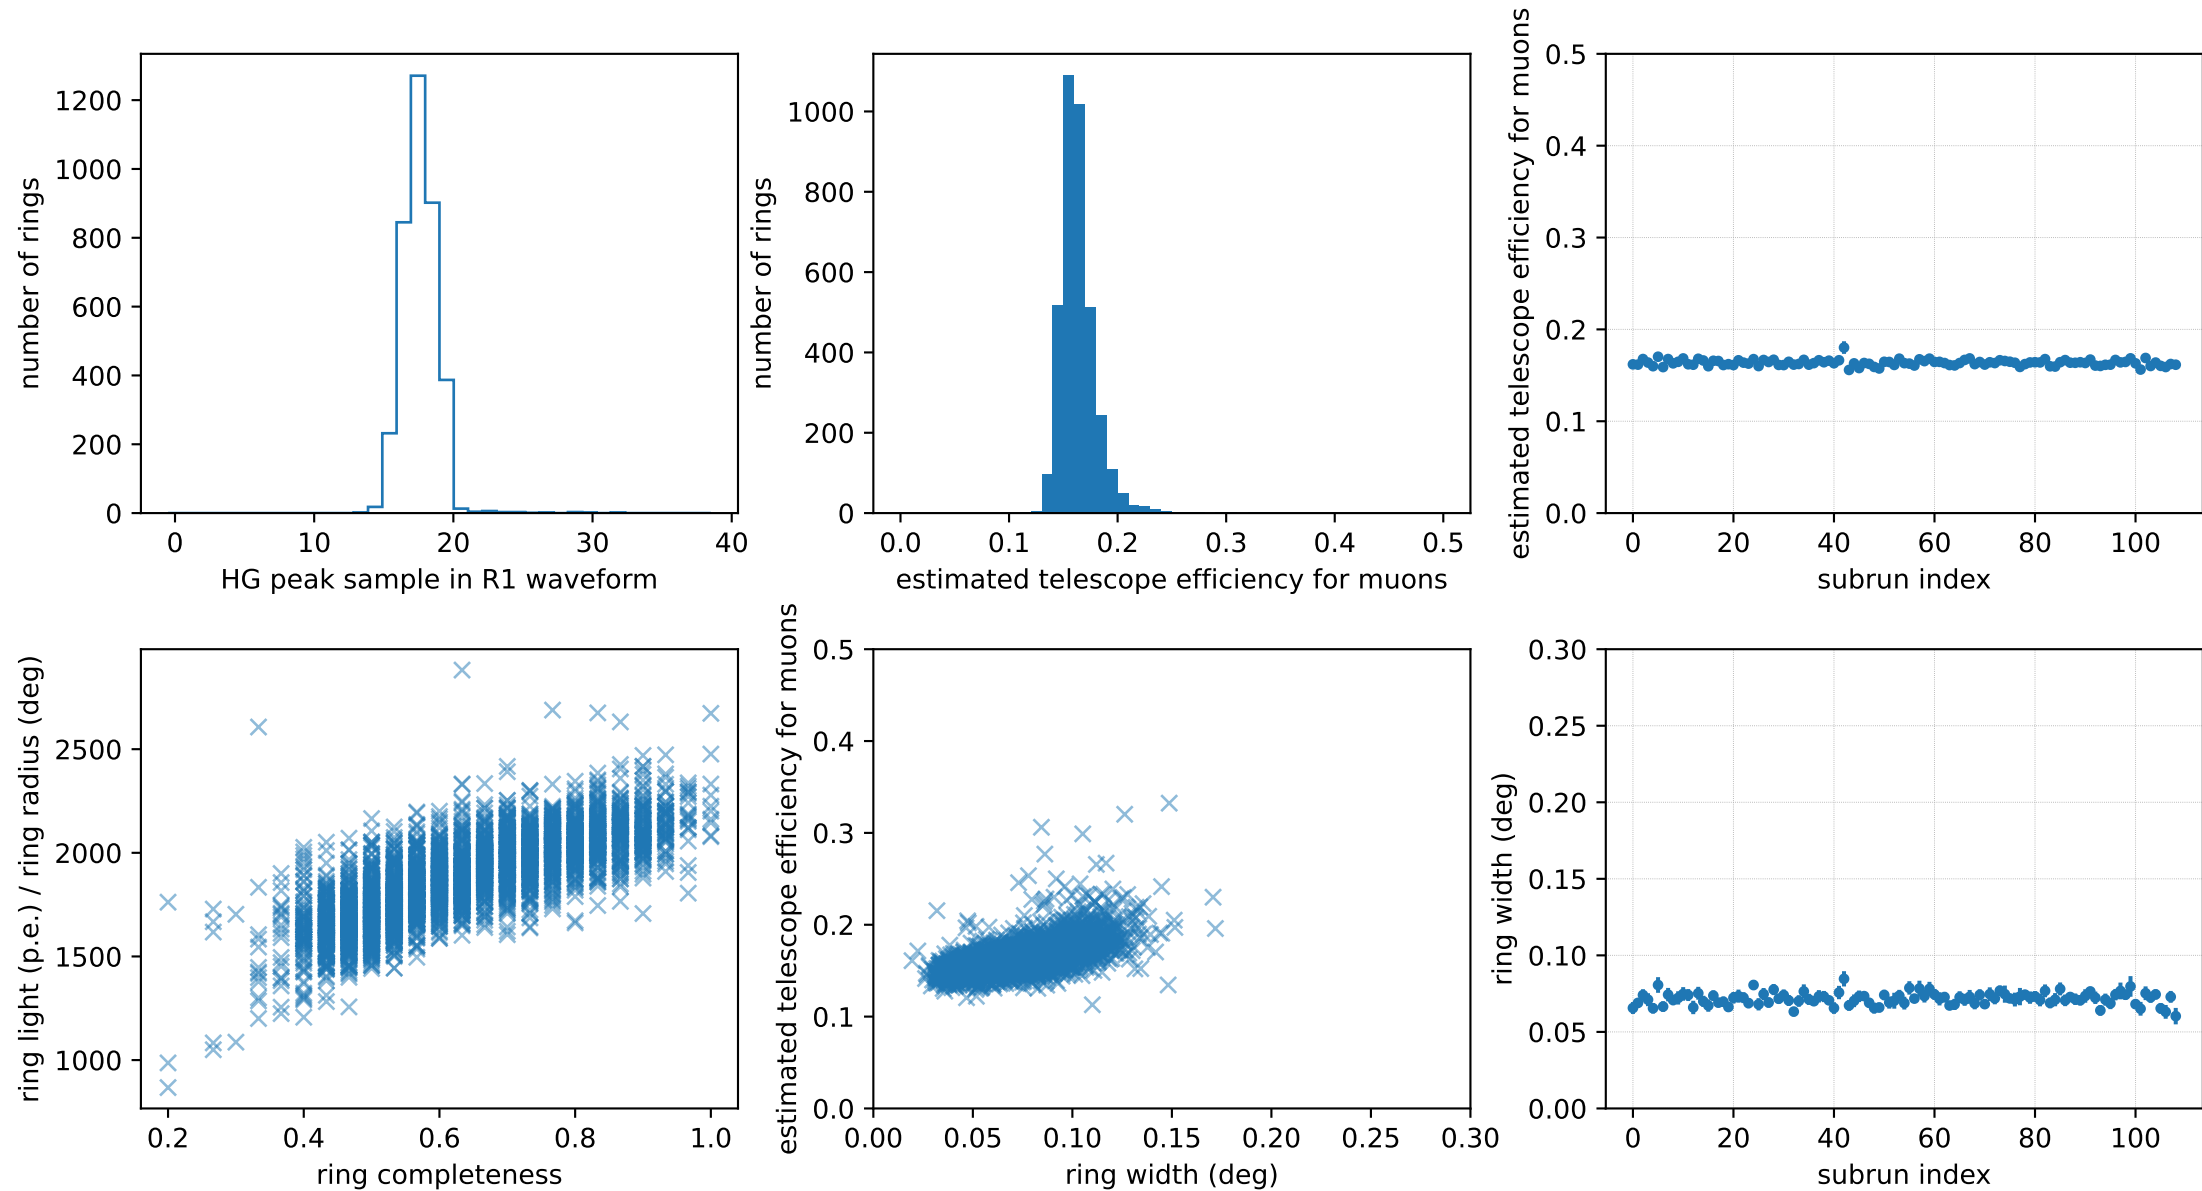 number of rings
1200
1000
800
600
400
200
0
0 10 20 30 40
HG peak sample in R1 waveform
number of rings
1000
800
600
400
200
0
0.0 0.1 0.2 0.3 0.4 0.5
estimated telescope efficiency for muons
estimated telescope efficiency for muons
0.5
0.4
0.3
0.2
0.1
0.0
0 20 40 60 80 100
subrun index
ring light (p.e.) / ring radius (deg)
2500
2000
1500
1000
0.2 0.4 0.6 0.8 1.0
ring completeness
estimated telescope efficiency for muons
0.5
0.4
0.3
0.2
0.1
0.0
0.00 0.05 0.10 0.15 0.20 0.25 0.30
ring width (deg)
ring width (deg)
0.30
0.25
0.20
0.15
0.10
0.05
0.00
0 20 40 60 80 100
subrun index